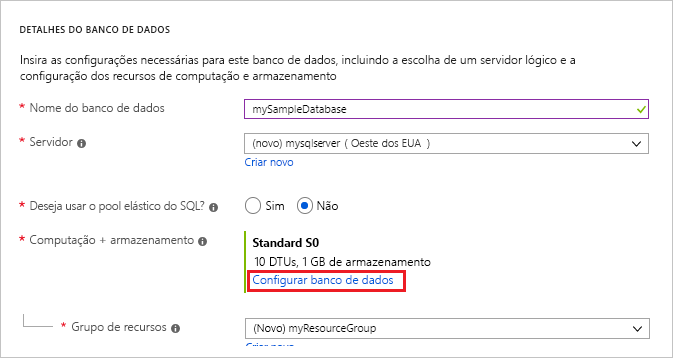 DETALHES DO BANCO DE DADOS
Insira as configurações necessárias para este banco de dados, incluindo a escolha de um servidor lógico e a
configuração dos recursos de computação e armazenamento
* Nome do banco de dados
mySampleDatabase
* Servidor
(novo) mysqlserver ( Oeste dos EUA )
Criar novo
* Deseja usar o pool elástico do SQL?
Sim Não
* Computação + armazenamento
Standard S0
10 DTUs, 1 GB de armazenamento
Configurar banco de dados
* Grupo de recursos
(Novo) myResourceGroup
Criar novo